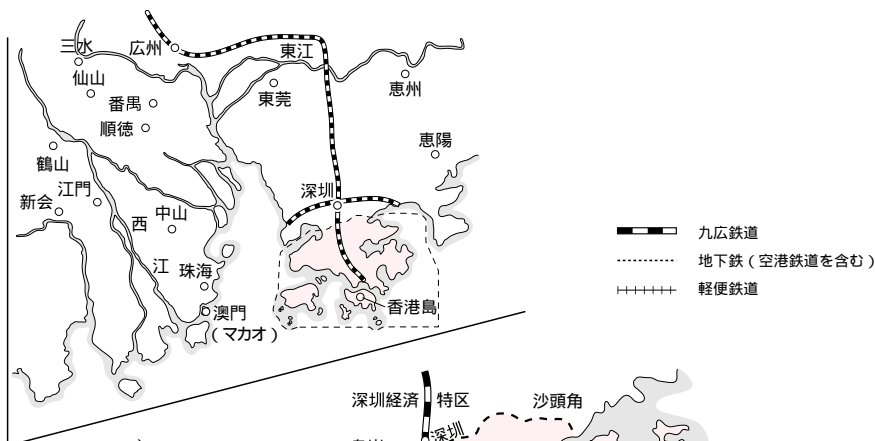 三水
広州
東江
仙山
番禺
東莞
恵州
順徳
恵陽
鶴山
江門
新会
中山
深圳
西
江
珠海
澳門
(マカオ)
香港島
九広鉄道
地下鉄(空港鉄道を含む)
軽便鉄道
深圳経済
特区
沙頭角
深圳